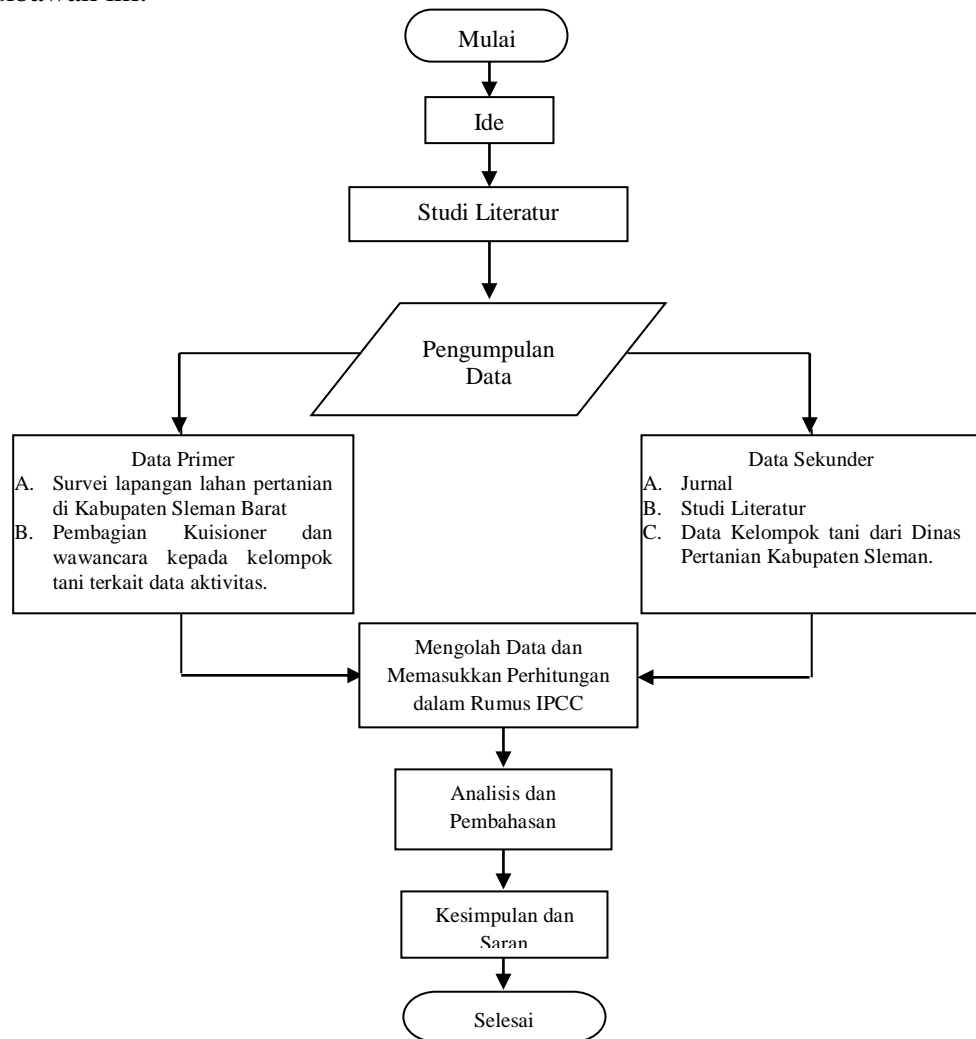 Mulai
Ide
Studi Literatur
Pengumpulan
Data
Data Primer
A. Survei lapangan lahan pertanian
di Kabupaten Sleman Barat
B. Pembagian Kuisioner dan
wawancara kepada kelompok
tani terkait data aktivitas.
Data Sekunder
A. Jurnal
B. Studi Literatur
C. Data Kelompok tani dari Dinas
Pertanian Kabupaten Sleman.
Mengolah Data dan
Memasukkan Perhitungan
dalam Rumus IPCC
Analisis dan
Pembahasan
Kesimpulan dan
Saran
Selesai